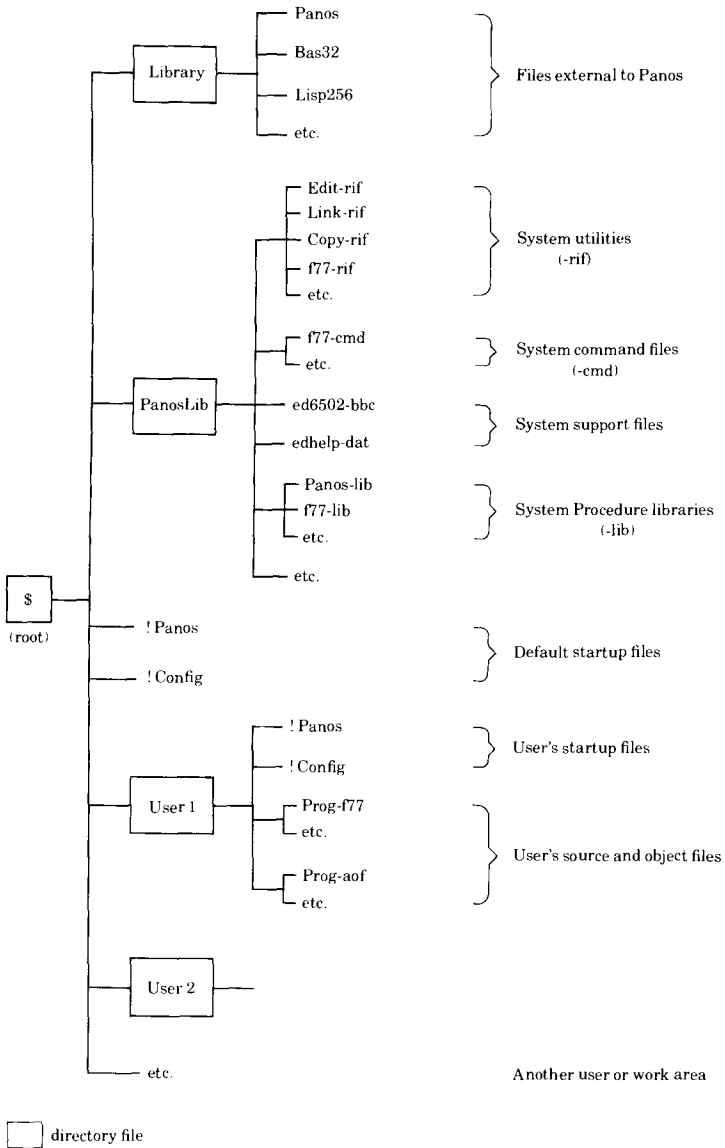 Panos
Bas32
Library
Files external to Panos
Lisp256
etc.
Edit-rif
Link-rif
Copy-rif
System utilities
(-rif)
f77-rif
etc.
f77-cmd
System command files
etc.
(-cmd)
PanosLib
ed6502-bbc
System support files
edhelp-dat
Panos-lib
f77-lib
System Procedure libraries
(-lib)
etc.
etc.
$
(root)
! Panos
Default startup files
! Config
! Panos
User's startup files
! Config
User 1
Prog-f77
etc.
User's source and object files
Prog-aof
etc.
User 2
etc.
Another user or work area
directory file